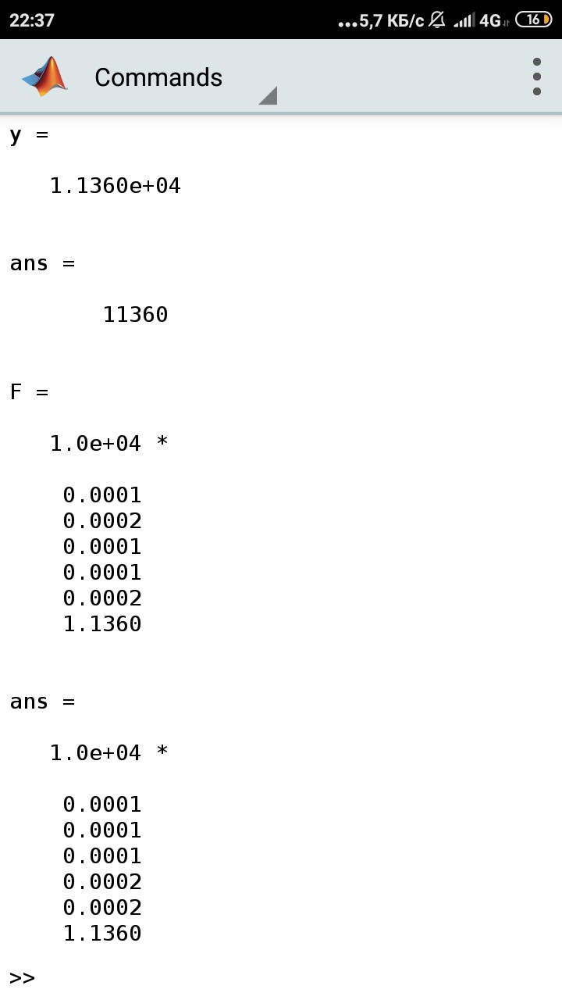 22:37
...5,7 КБ/с 4G 16
Commands
y =
1.1360e+04
ans =
11360
F =
1.0e+04 *
0.0001
0.0002
0.0001
0.0001
0.0002
1.1360
ans =
1.0e+04 *
0.0001
0.0001
0.0001
0.0002
0.0002
1.1360
>>